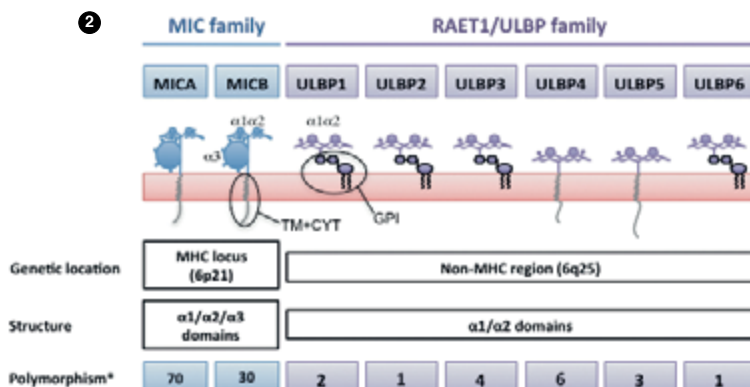 2
MIC family RAET1/ULBP family
MICA MICB ULBP1 ULBP2 ULBP3 ULBP4 ULBP5 ULBP6
α1α2 α1α2
α3
TM+CYT GPI
Genetic location MHC locus (6p21) Non-MHC region (6q25)
Structure α1/α2/α3 domains α1/α2 domains
Polymorphism* 70 30 2 1 4 6 3 1